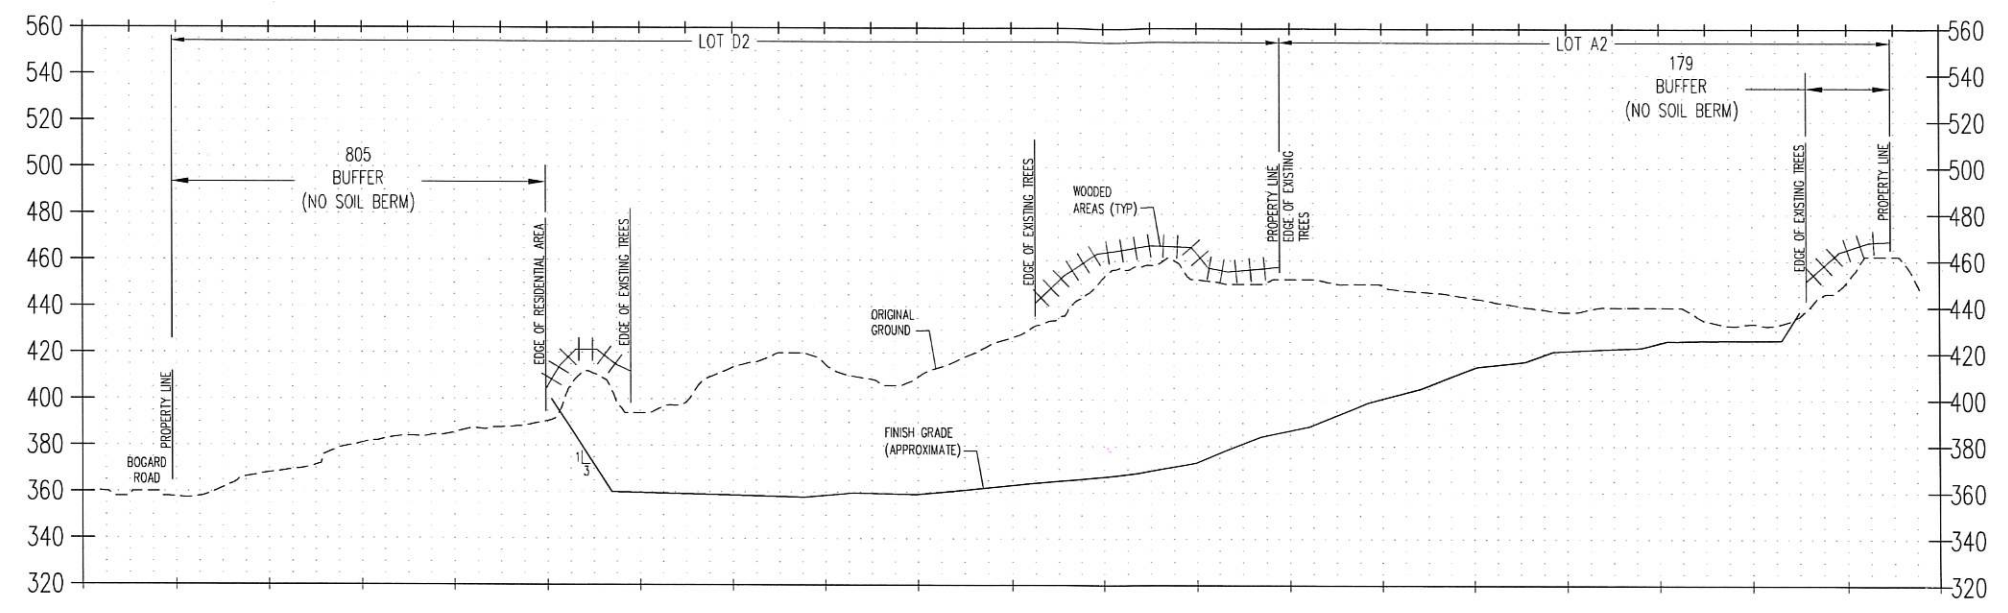 560
540
520
500
480
460
440
420
400
380
360
340
320
LOT D2
LOT A2
179
BUFFER
(NO SOIL BERM)
805
BUFFER
(NO SOIL BERM)
PROPERTY LINE
BOGARD
ROAD
EDGE OF RESIDENTIAL AREA
EDGE OF EXISTING TREES
1
3
ORIGINAL
GROUND
FINISH GRADE
(APPROXIMATE)
EDGE OF EXISTING TREES
WOODED
AREAS (TYP)
PROPERTY LINE
EDGE OF EXISTING
TREES
EDGE OF EXISTING TREES
PROPERTY LINE
560
540
520
500
480
460
440
420
400
380
360
340
320